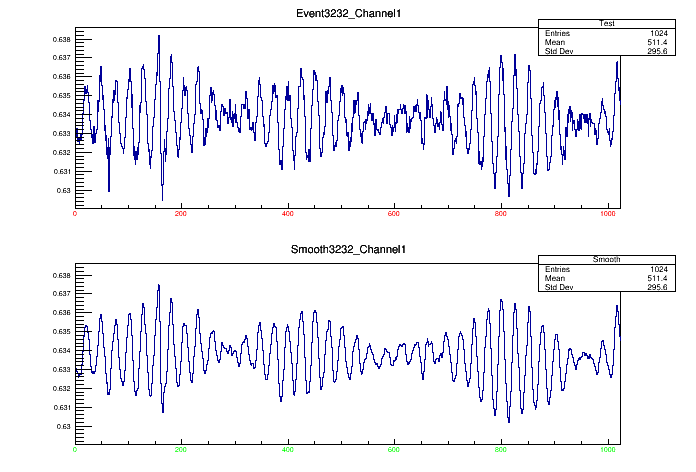 Event3232_Channel1
Test
Entries 1024
Mean 511.4
Std Dev 295.6
0.638
0.637
0.636
0.635
0.634
0.633
0.632
0.631
0.63
0 200 400 600 800 1000
Smooth3232_Channel1
Smooth
Entries 1024
Mean 511.4
Std Dev 295.6
0.638
0.637
0.636
0.635
0.634
0.633
0.632
0.631
0.63
0 200 400 600 800 1000